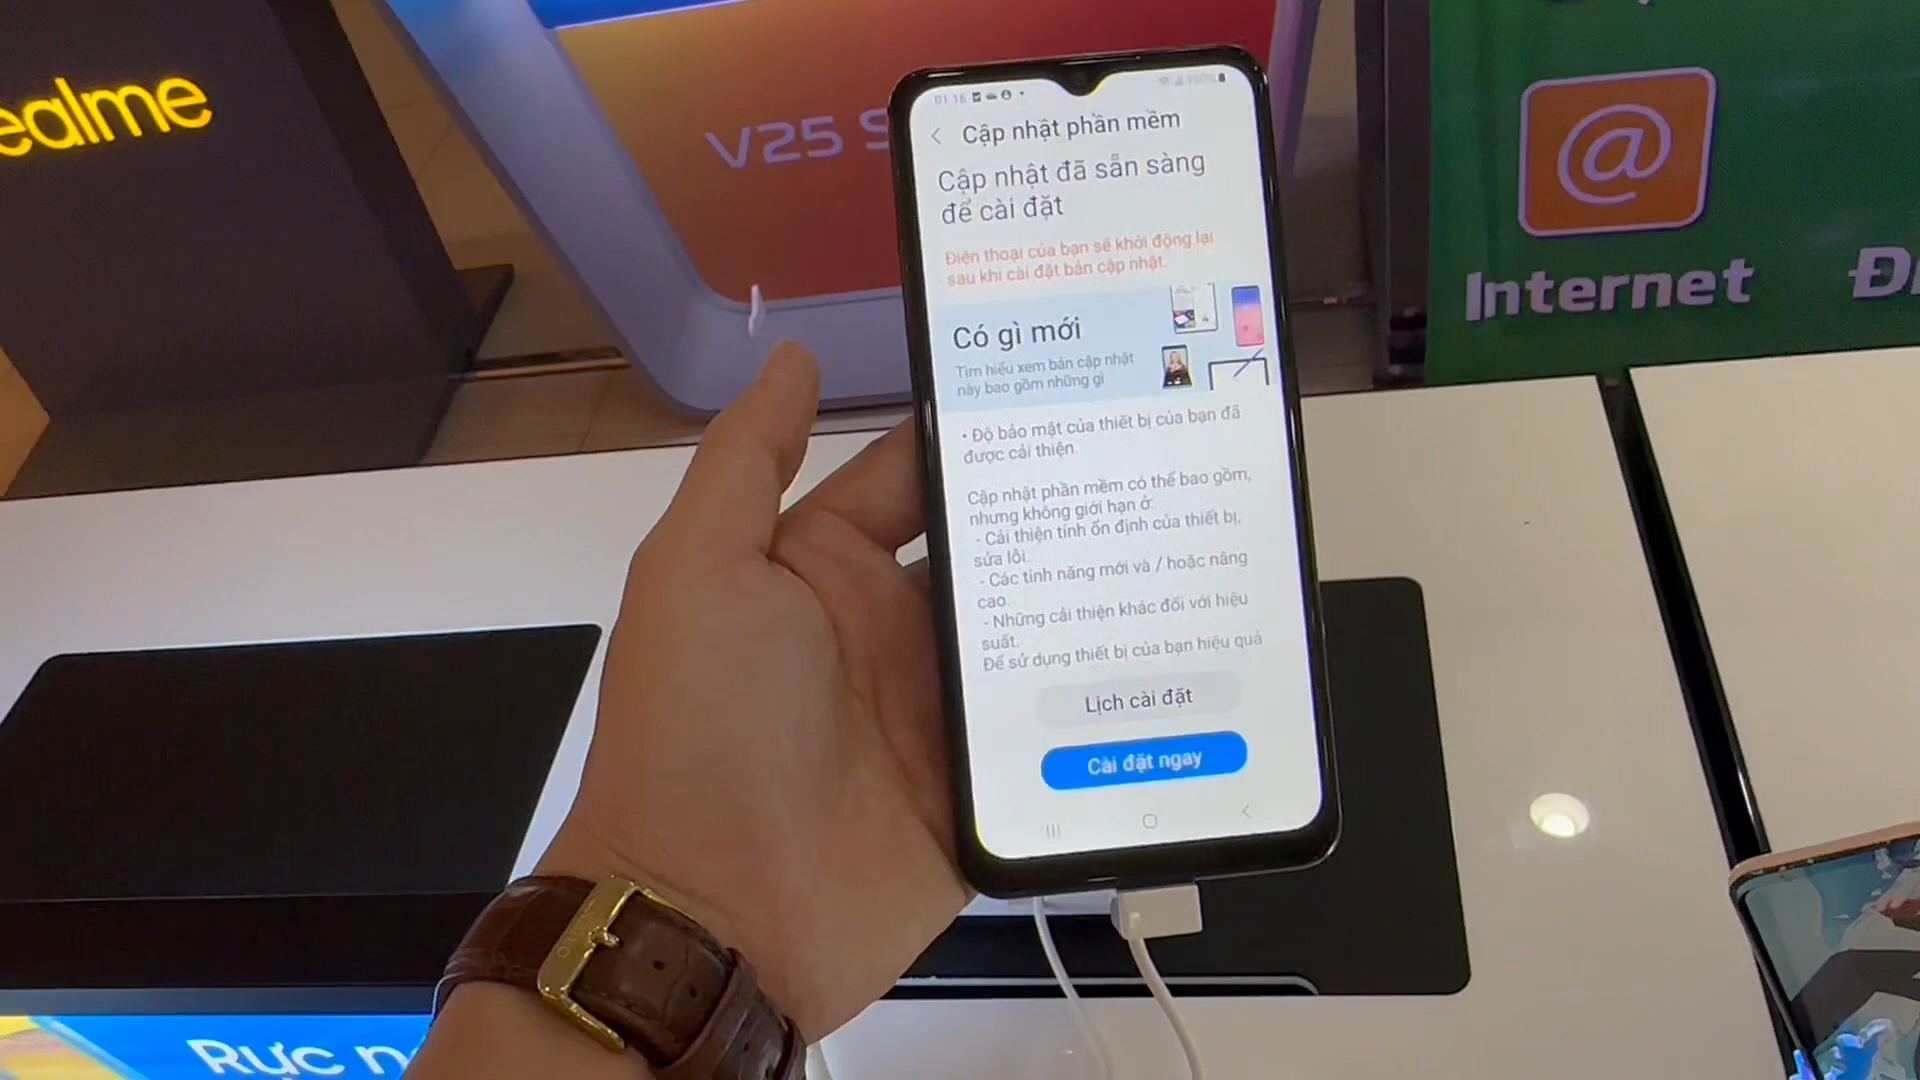 ealme
V25
01:16
100%
Cập nhật phần mềm
Cập nhật đã sẵn sàng
để cài đặt
Điện thoại của bạn sẽ khởi động lại
sau khi cài đặt bản cập nhật.
Có gì mới
Tìm hiểu xem bản cập nhật
này bao gồm những gì
• Độ bảo mật của thiết bị của bạn đã
được cải thiện.
Cập nhật phần mềm có thể bao gồm,
nhưng không giới hạn ở:
- Cải thiện tính ổn định của thiết bị,
sửa lỗi.
- Các tính năng mới và / hoặc nâng
cao.
- Những cải thiện khác đối với hiệu
suất.
Để sử dụng thiết bị của bạn hiệu quả
Lịch cài đặt
Cài đặt ngay
@
Internet
Rực